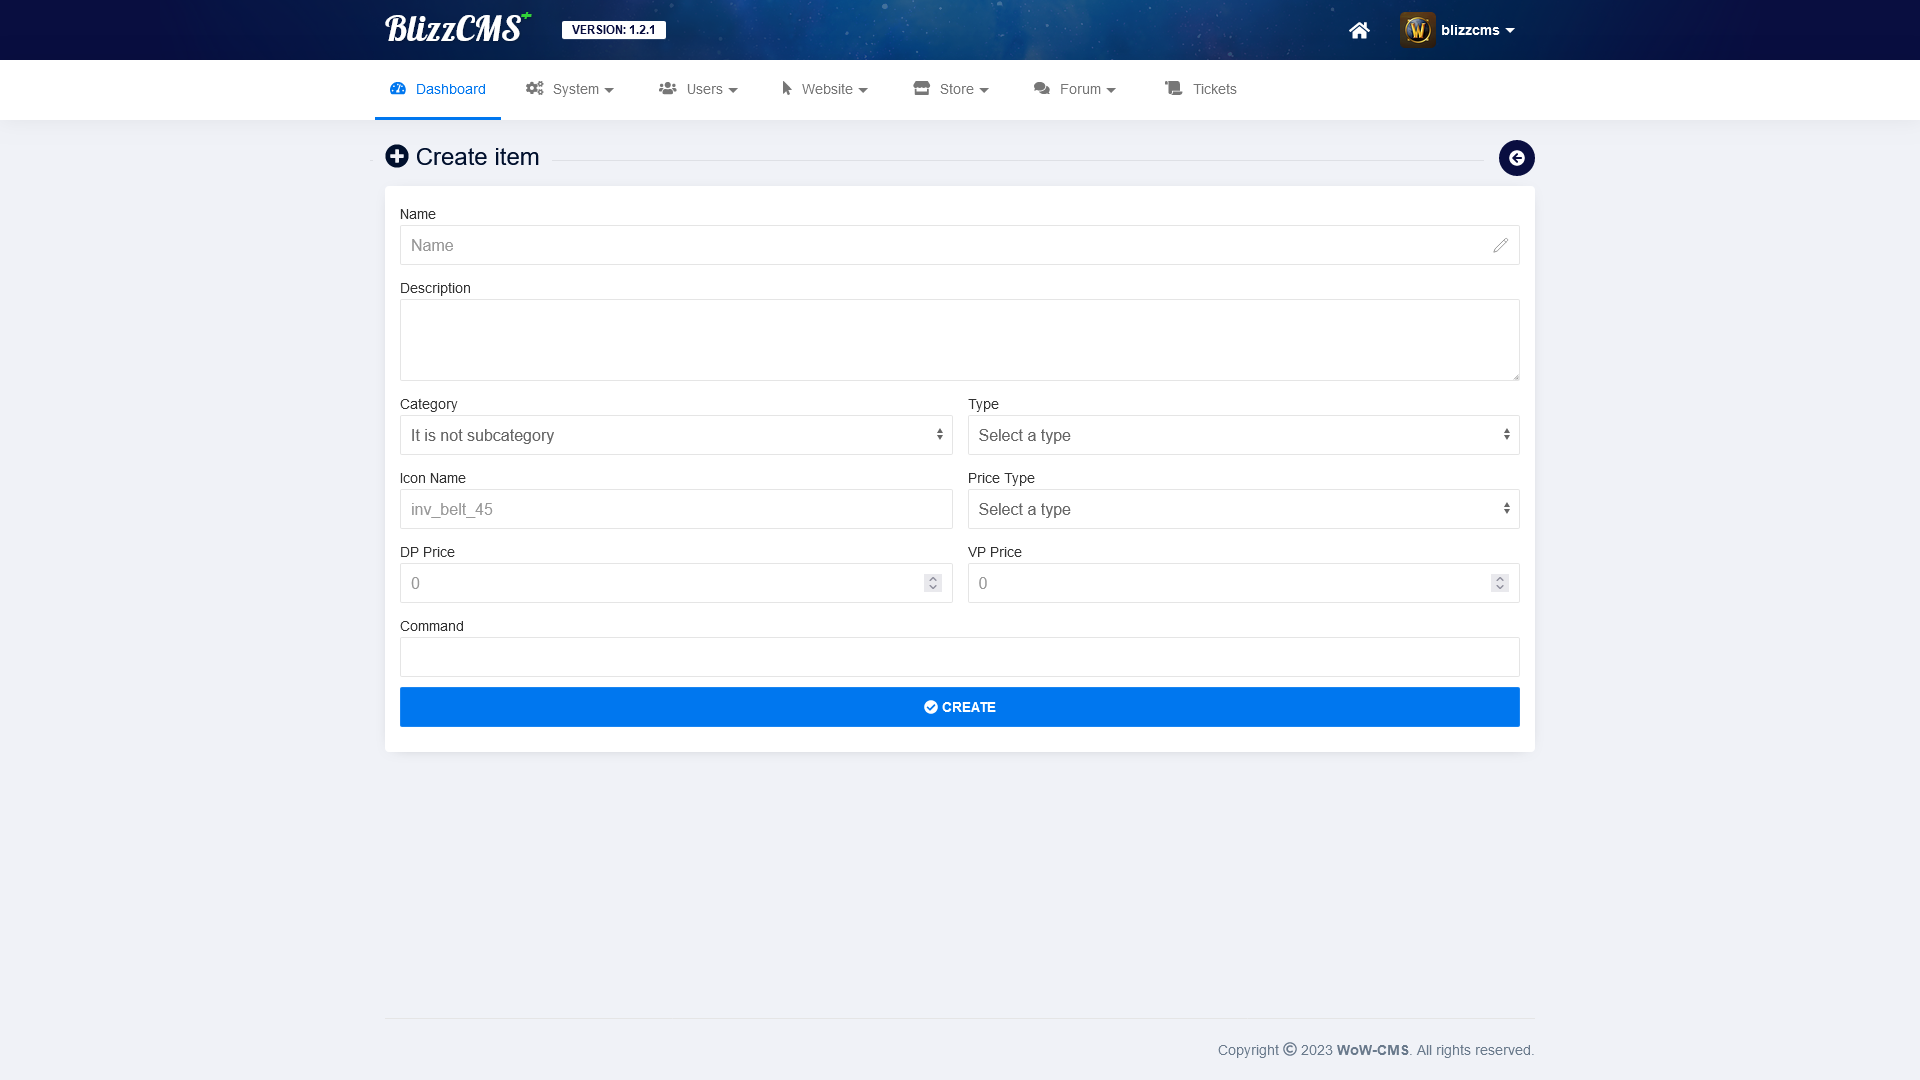 BlizzCMS+
VERSION: 1.2.1
blizzcms
Dashboard
System
Users
Website
Store
Forum
Tickets
Create item
Name
Name
Description
Category
Type
It is not subcategory
Select a type
Icon Name
Price Type
inv_belt_45
Select a type
DP Price
VP Price
0
0
Command
CREATE
Copyright © 2023 WoW-CMS. All rights reserved.